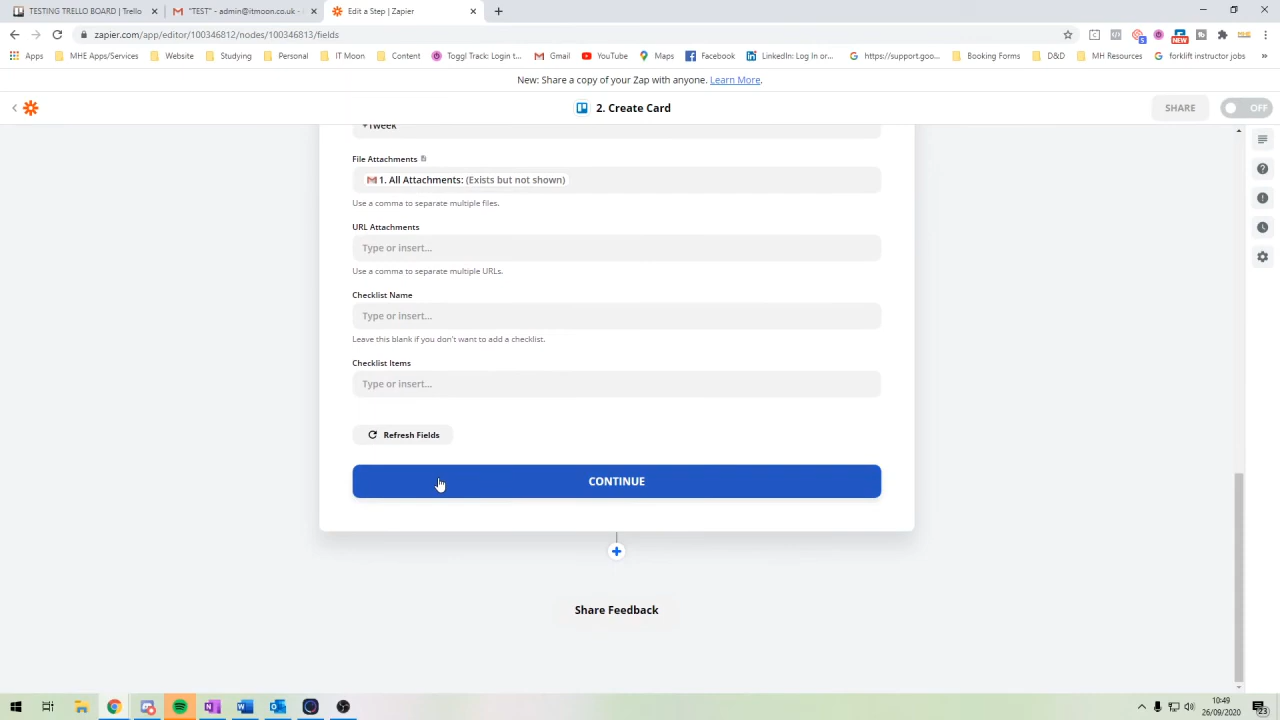 TESTING TRELLO BOARD | Trello
"TEST" - admin@itmoon.co.uk -
Edit a Step | Zapier
zapier.com/app/editor/100346812/nodes/100346813/fields
Apps
MHE Apps/Services
Website
Studying
Personal
IT Moon
Content
Toggl Track: Login t...
Gmail
YouTube
Maps
Facebook
LinkedIn: Log In or...
https://support.goo...
Booking Forms
D&D
MH Resources
forklift instructor jobs
»
New: Share a copy of your Zap with anyone. Learn More.
2. Create Card
SHARE
OFF
+1week
File Attachments
1. All Attachments: (Exists but not shown)
Use a comma to separate multiple files.
URL Attachments
Type or insert...
Use a comma to separate multiple URLs.
Checklist Name
Type or insert...
Leave this blank if you don't want to add a checklist.
Checklist Items
Type or insert...
Refresh Fields
CONTINUE
Share Feedback
10:49
26/09/2020